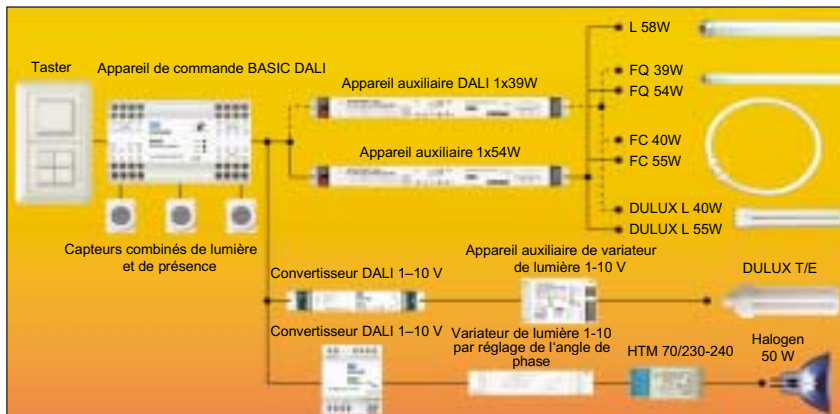 L 58W
Taster
Appareil de commande BASIC DALI
Appareil auxiliaire DALI 1x39W
FQ 39W
FQ 54W
Appareil auxiliaire 1x54W
FC 40W
FC 55W
DULUX L 40W
DULUX L 55W
Capteurs combinés de lumière
et de présence
Convertisseur DALI 1–10 V
Appareil auxiliaire de variateur
de lumière 1-10 V
DULUX T/E
Convertisseur DALI 1–10 V
Variateur de lumière 1-10
par réglage de l'angle de
phase
HTM 70/230-240
Halogen
50 W